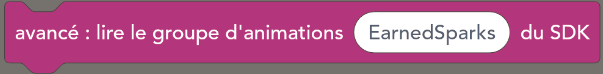 avancé : lire le groupe d'animations EarnedSparks du SDK